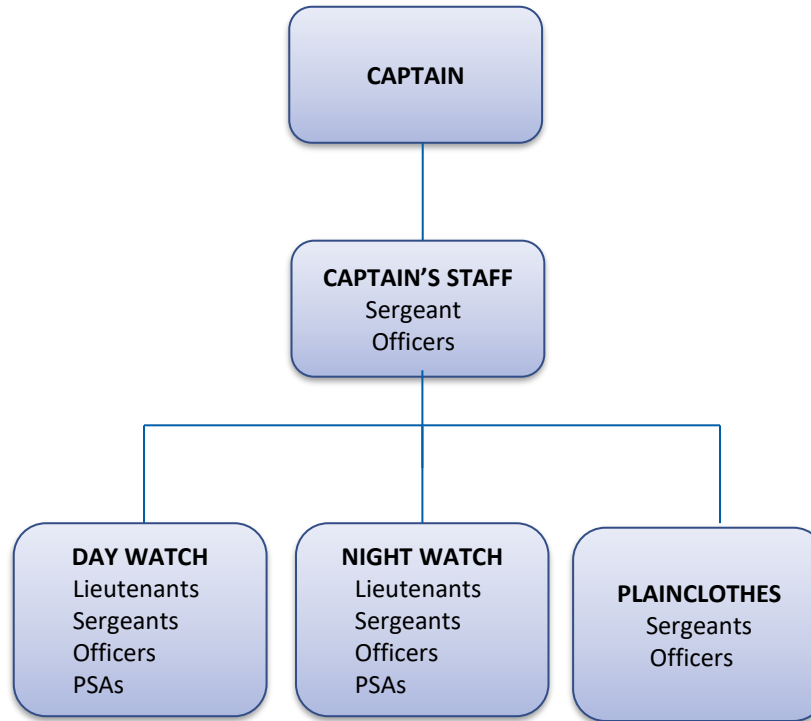 CAPTAIN
CAPTAIN’S STAFF
Sergeant
Officers
DAY WATCH
Lieutenants
Sergeants
Officers
PSAs
NIGHT WATCH
Lieutenants
Sergeants
Officers
PSAs
PLAINCLOTHES
Sergeants
Officers